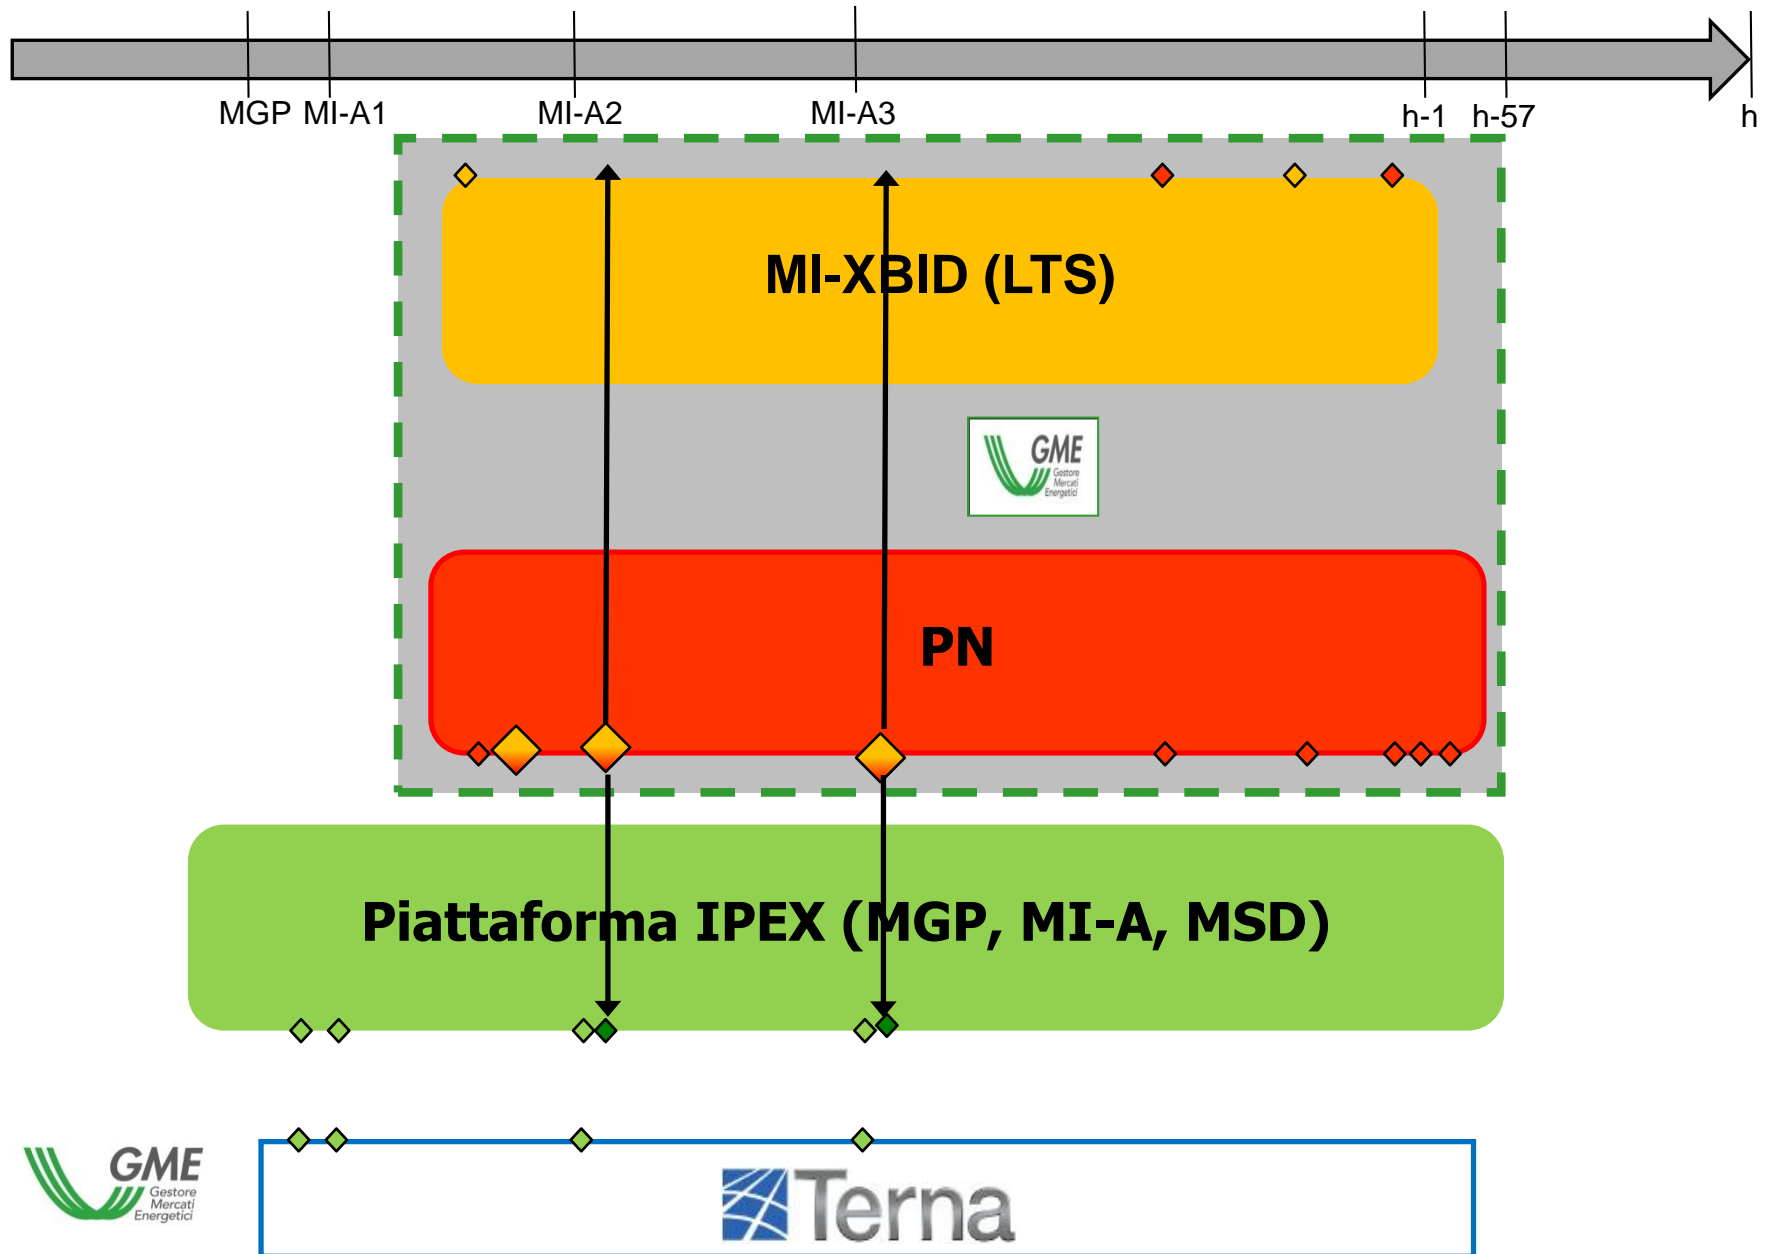 MGP MI-A1 MI-A2 MI-A3 h-1 h-57 h
MI-XBID (LTS)
GME
Gestore
Mercati
Energetici
PN
Piattaforma IPEX (MGP, MI-A, MSD)
GME
Gestore
Mercati
Energetici
Terna